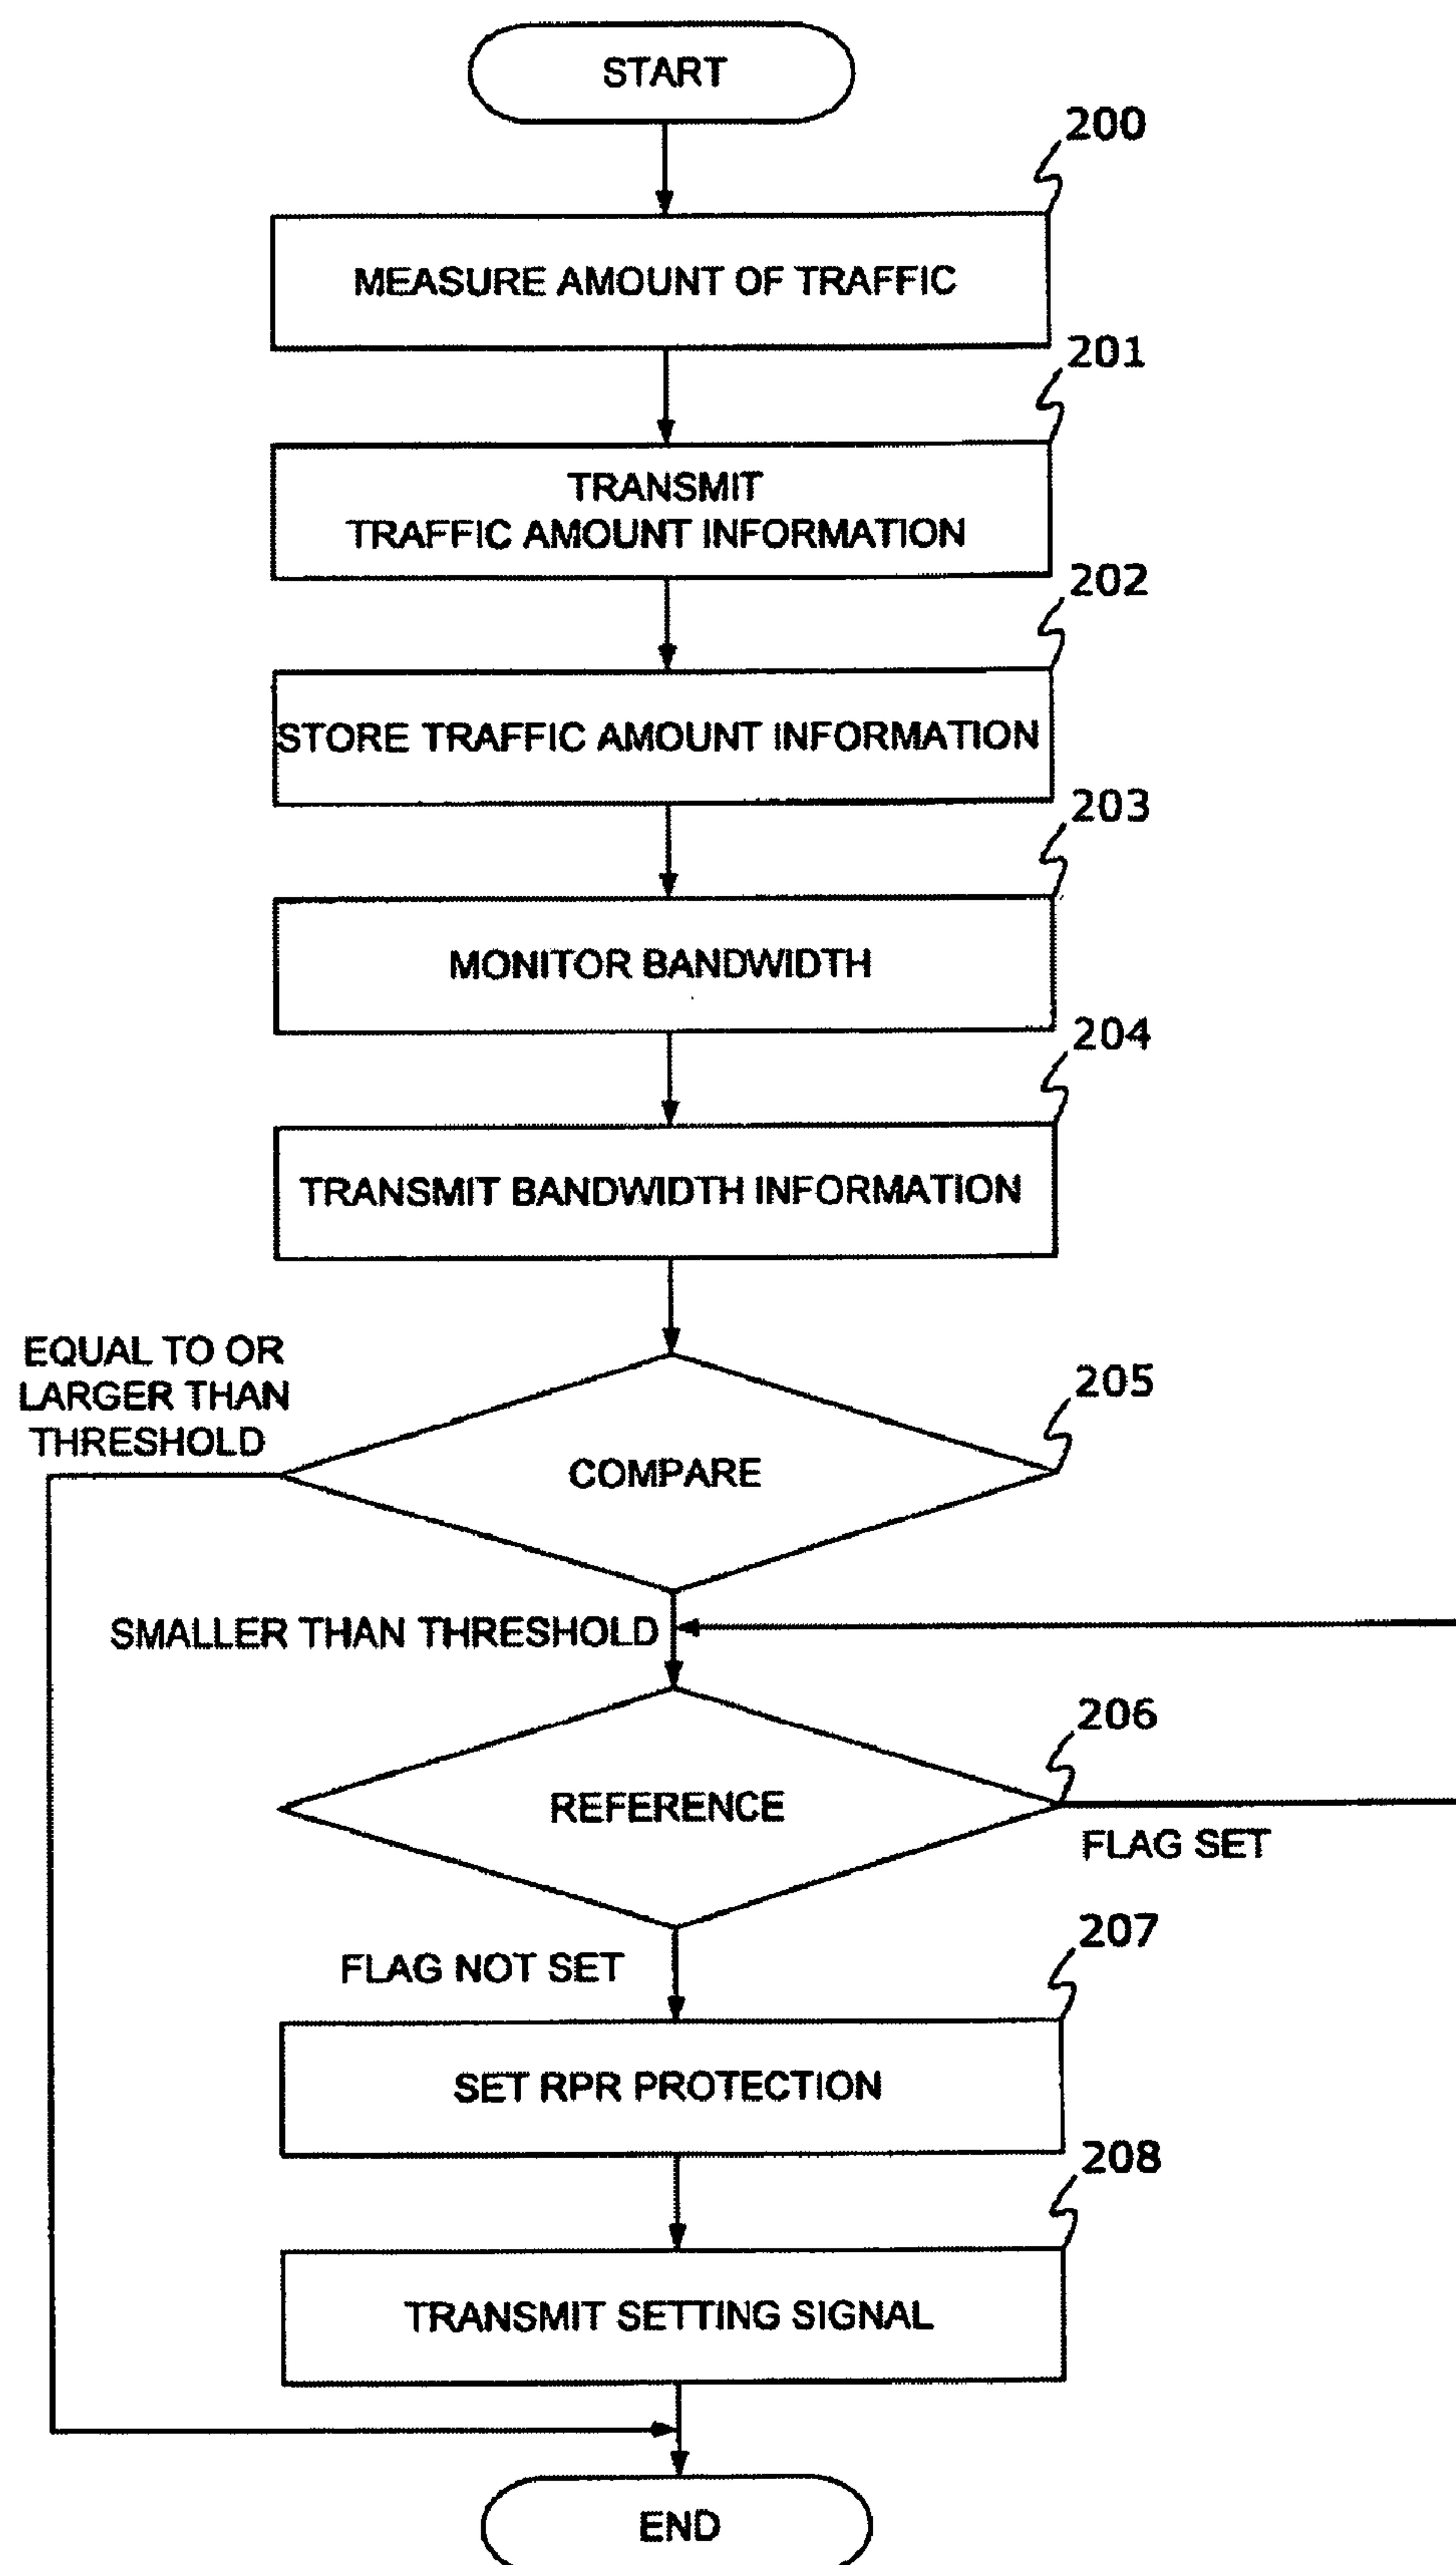 START
200
MEASURE AMOUNT OF TRAFFIC
201
TRANSMIT
TRAFFIC AMOUNT INFORMATION
202
STORE TRAFFIC AMOUNT INFORMATION
203
MONITOR BANDWIDTH
204
TRANSMIT BANDWIDTH INFORMATION
EQUAL TO OR
LARGER THAN
THRESHOLD
205
COMPARE
SMALLER THAN THRESHOLD
206
REFERENCE
FLAG SET
207
FLAG NOT SET
SET RPR PROTECTION
208
TRANSMIT SETTING SIGNAL
END